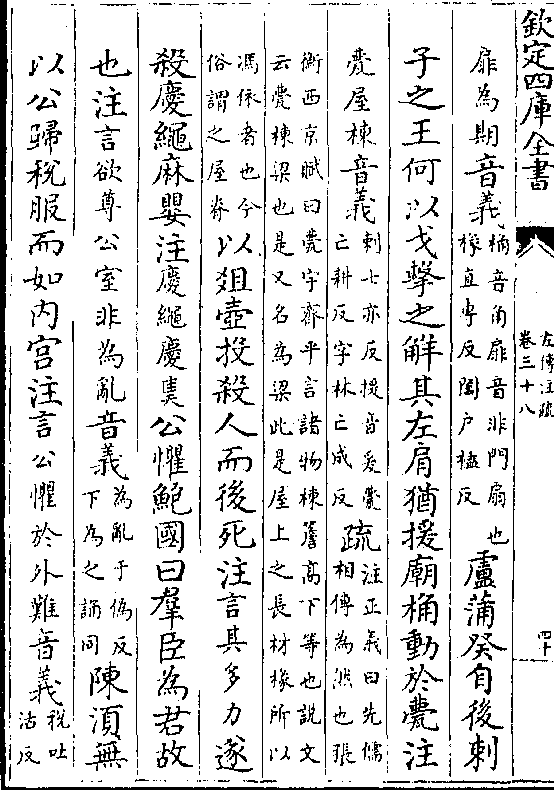 欽定四庫全書
左傳注疏
卷三十八
四十
扉為期音義
桷音角扉音非門扇也
椽直專反闔户榼反
盧蒲癸自後刺
子之王何以戈擊之解其左肩猶援廟桷動於甍注
甍屋棟音義
刺七亦反援音爰甍
亡耕反字林亡成反
疏
注正義曰先儒
相傳為然也張
衡西京賦曰甍宇齊平言諸物棟簷高下等也説文
云甍棟梁也是又名為梁此是屋上之長材椽所以
馮依者也今
俗謂之屋脊
以俎壺投殺人而後死注言其多力遂
殺慶繩麻嬰注慶繩慶㚖公懼鮑國曰羣臣為君故
也注言欲尊公室非為亂音義
為亂于偽反
下為之誦同
陳湏無
以公歸稅服而如内宫注言公懼於外難音義
稅吐
活反